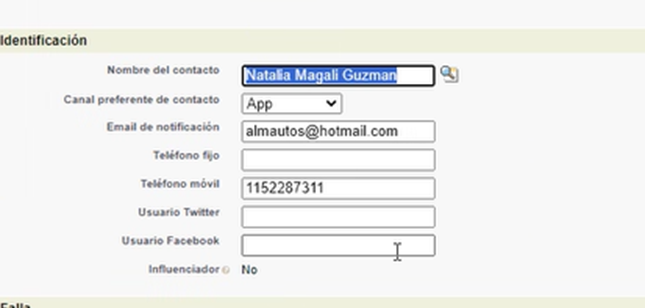 Identificación
Nombre del contacto Natalia Magali Guzman
Canal preferente de contacto App
Email de notificación almautos@hotmail.com
Teléfono fijo
Teléfono móvil 1152287311
Usuario Twitter
Usuario Facebook
Influenciador No
Falla